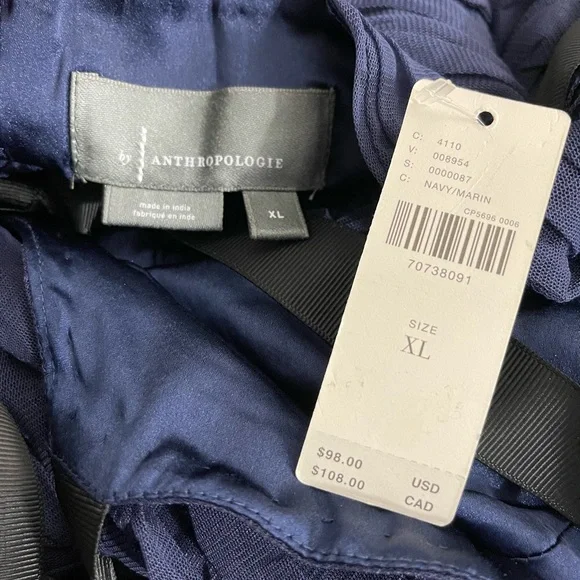 by ANTHROPOLOGIE
made in india
fabriqué en inde
XL
C: 4110
V: 008954
S: 0000087
C: NAVY/MARIN
CP5696 0006
70738091
SIZE
XL
$98.00 USD
$108.00 CAD